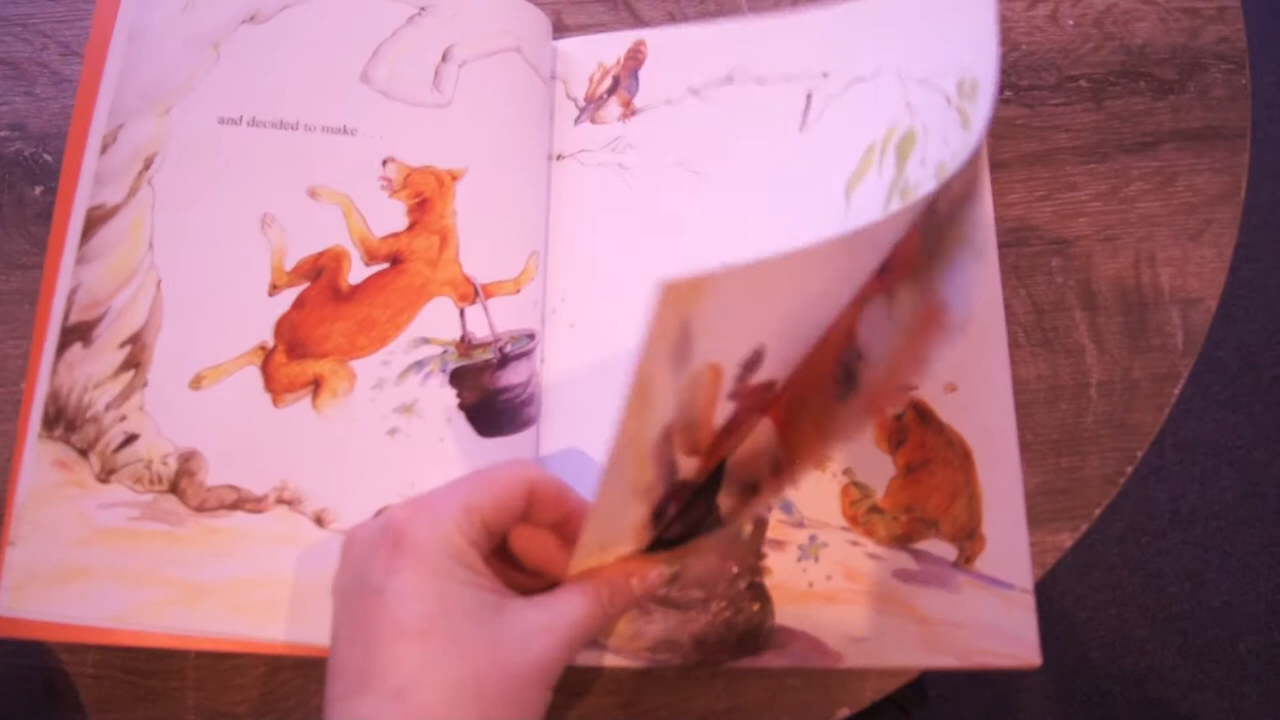 and decided to make . . .